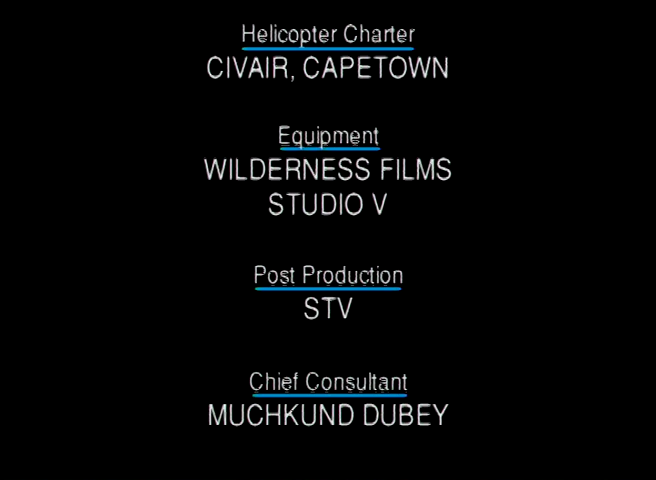 Helicopter Charter
CIVAIR, CAPETOWN
Equipment
WILDERNESS FILMS
STUDIO V
Post Production
STV
Chief Consultant
MUCHKUND DUBEY